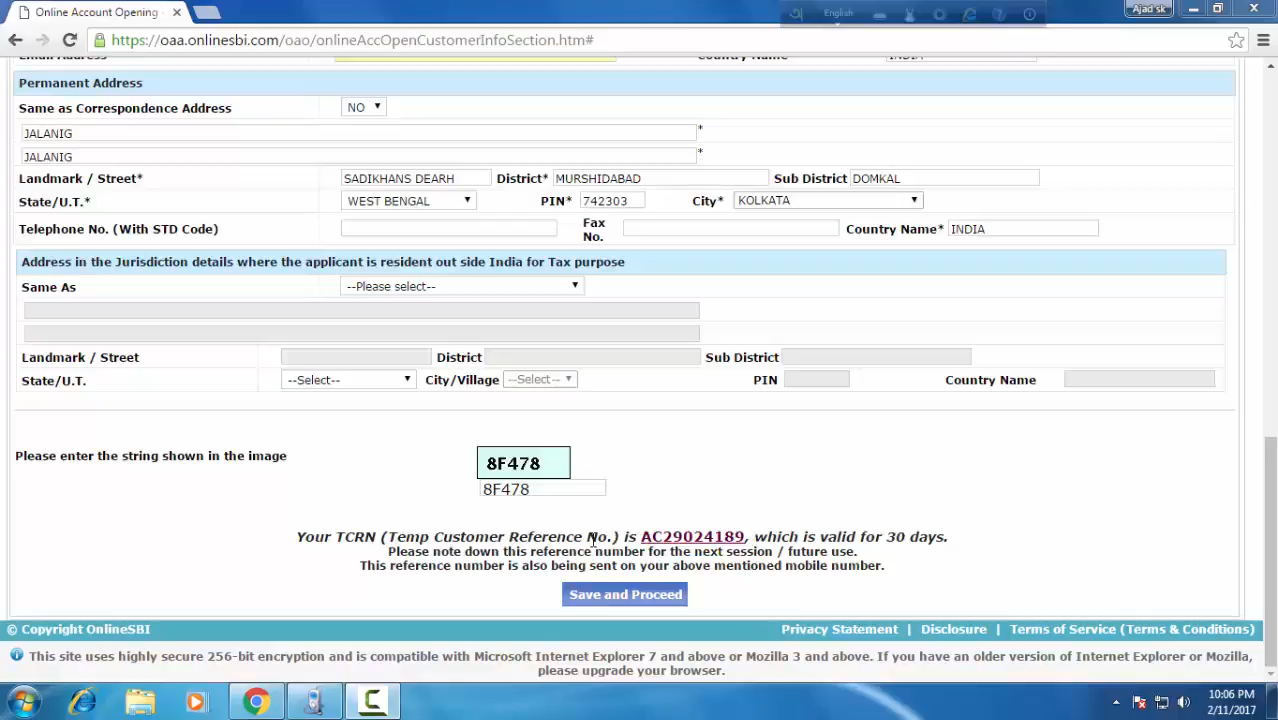 Online Account Opening
English
Ajad sk
https://oaa.onlinesbi.com/oao/onlineAccOpenCustomerInfoSection.htm#
Email Address Country Name INDIA
Permanent Address
Same as Correspondence Address NO
JALANIG *
JALANIG *
Landmark / Street* SADIKHANS DEARH District* MURSHIDABAD Sub District DOMKAL
State/U.T.* WEST BENGAL PIN* 742303 City* KOLKATA
Telephone No. (With STD Code) Fax No. Country Name* INDIA
Address in the Jurisdiction details where the applicant is resident out side India for Tax purpose
Same As --Please select--
Landmark / Street District Sub District
State/U.T. --Select-- City/Village --Select-- PIN Country Name
Please enter the string shown in the image 8F478
8F478
Your TCRN (Temp Customer Reference No.) is AC29024189, which is valid for 30 days.
Please note down this reference number for the next session / future use.
This reference number is also being sent on your above mentioned mobile number.
Save and Proceed
© Copyright OnlineSBI Privacy Statement | Disclosure | Terms of Service (Terms & Conditions)
This site uses highly secure 256-bit encryption and is compatible with Microsoft Internet Explorer 7 and above or Mozilla 3 and above. If you have an older version of Internet Explorer or Mozilla,
please upgrade your browser.
10:06 PM
2/11/2017